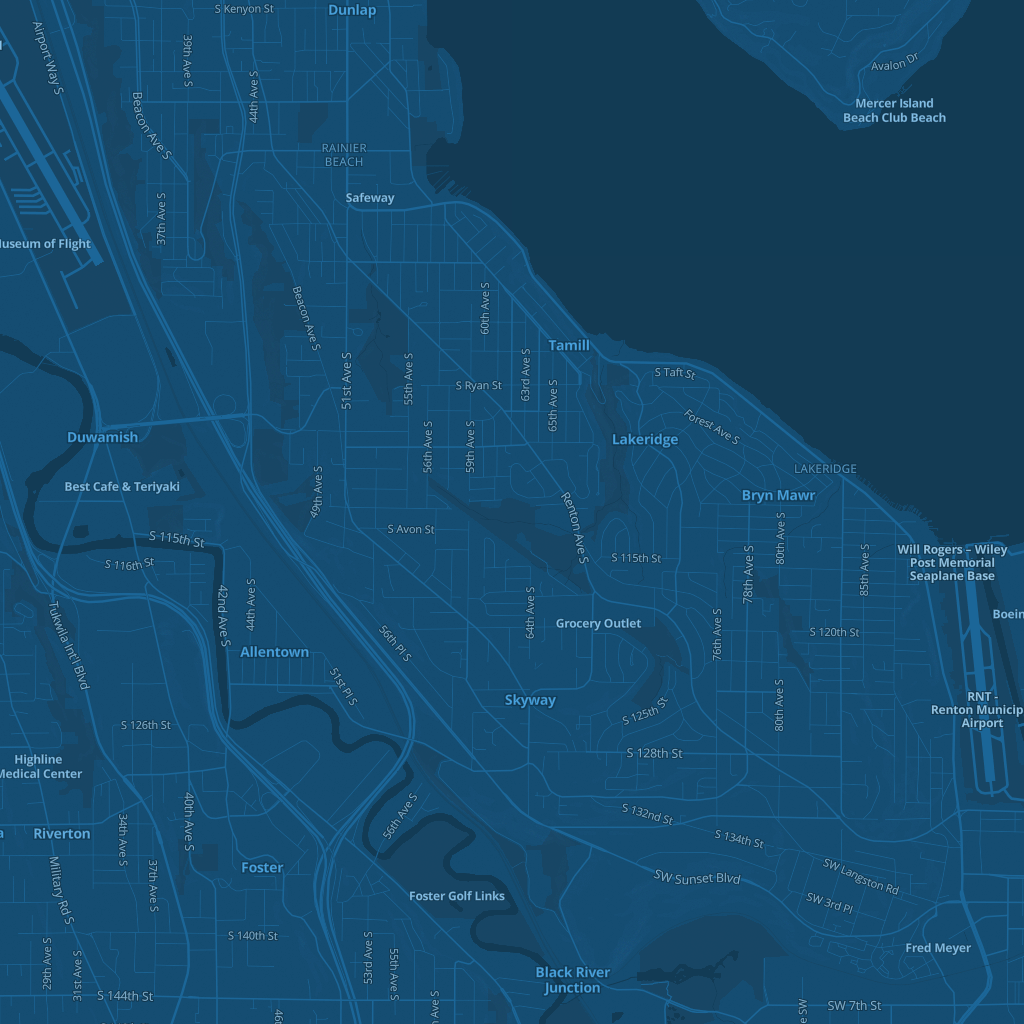 S Kenyon St
Dunlap
Airport Way S
39th Ave S
44th Ave S
Avalon Dr
Mercer Island
Beach Club Beach
Beacon Ave S
RAINIER
BEACH
Safeway
37th Ave S
Museum of Flight
Beacon Ave S
60th Ave S
Tamill
51st Ave S
55th Ave S
S Ryan St
63rd Ave S
65th Ave S
S Taft St
Forest Ave S
Duwamish
56th Ave S
59th Ave S
Lakeridge
LAKERIDGE
Best Cafe & Teriyaki
49th Ave S
Bryn Mawr
S Avon St
Renton Ave S
S 115th St
80th Ave S
S 115th St
Will Rogers – Wiley
Post Memorial
Seaplane Base
S 116th St
78th Ave S
85th Ave S
42nd Ave S
44th Ave S
64th Ave S
Grocery Outlet
Boein
Tukwila Int'l Blvd
56th Pl S
76th Ave S
S 120th St
Allentown
51st Pl S
Skyway
S 125th St
80th Ave S
RNT -
Renton Municip
Airport
S 126th St
S 128th St
Highline
Medical Center
40th Ave S
56th Ave S
S 132nd St
Riverton
34th Ave S
S 134th St
Foster
37th Ave S
Military Rd S
SW Sunset Blvd
SW Langston Rd
Foster Golf Links
SW 3rd Pl
S 140th St
29th Ave S
31st Ave S
53rd Ave S
55th Ave S
Fred Meyer
Black River
Junction
S 144th St
SW 7th St